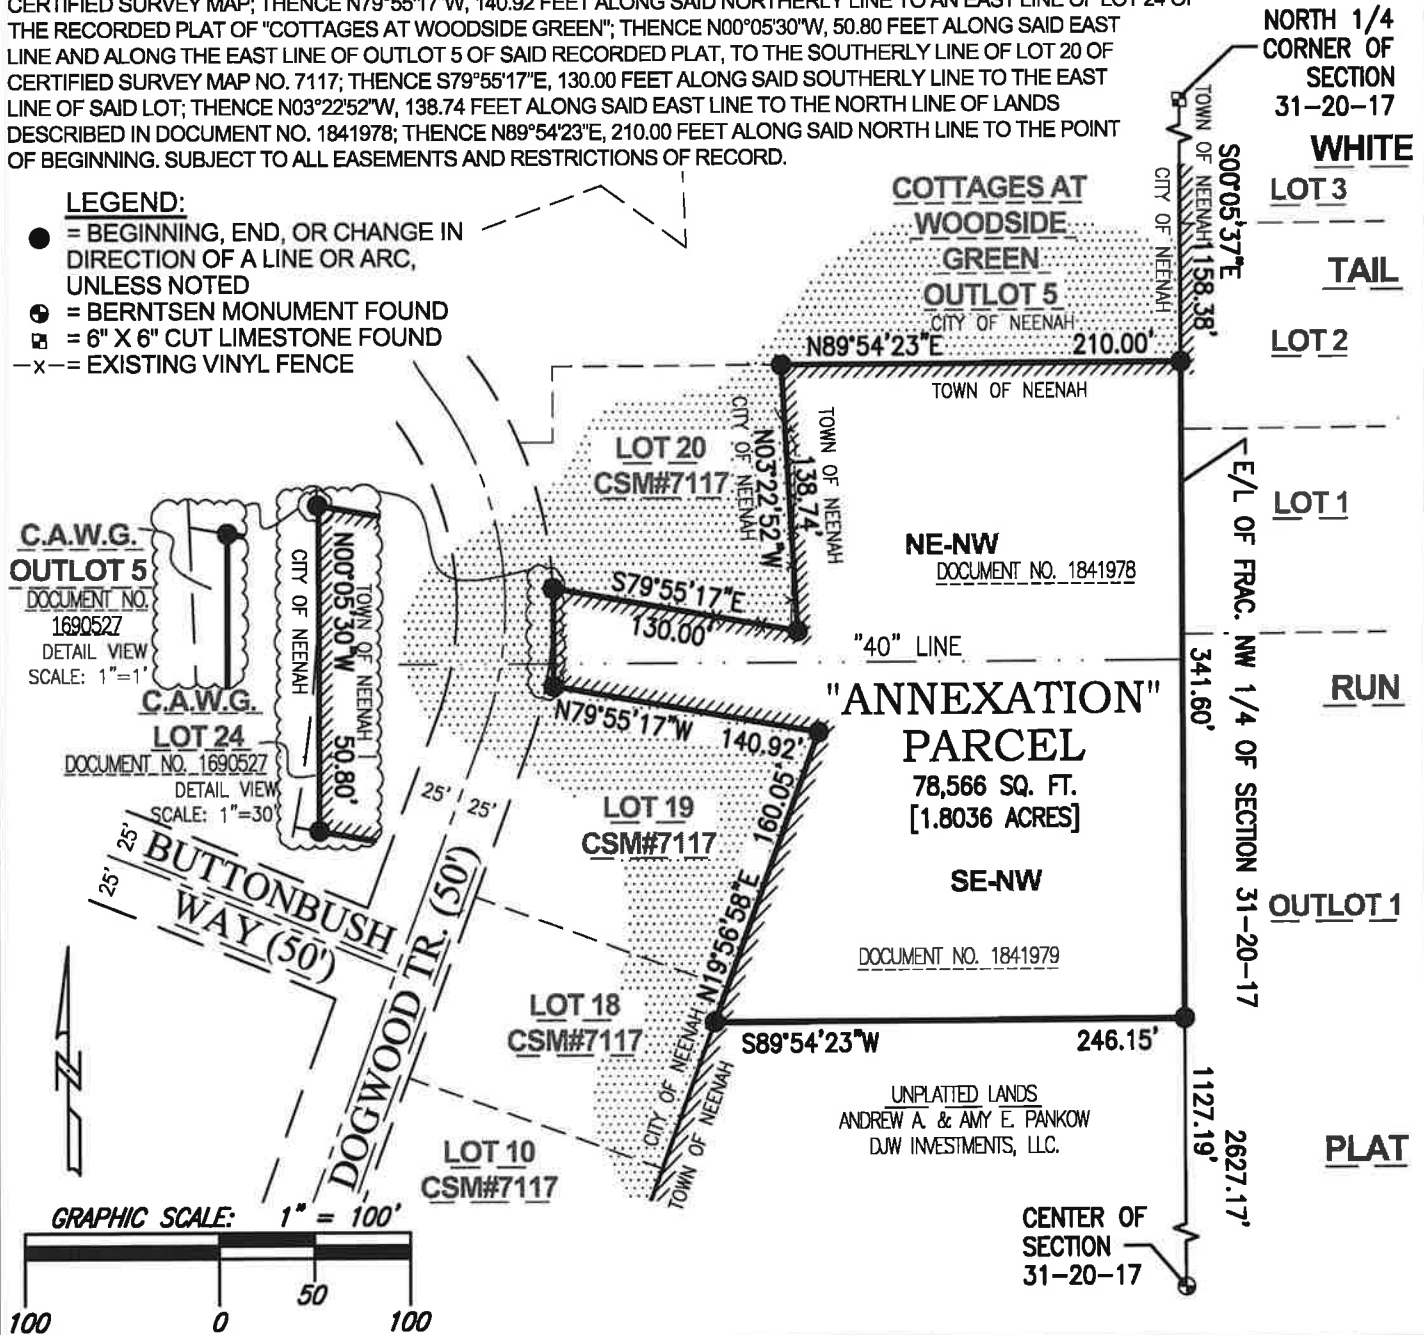 CERTIFIED SURVEY MAP; THENCE N79°55'17"W, 140.92 FEET ALONG SAID NORTHERLY LINE TO AN EAST LINE OF LOT 24 OF
THE RECORDED PLAT OF "COTTAGES AT WOODSIDE GREEN"; THENCE N00°05'30"W, 50.80 FEET ALONG SAID EAST
LINE AND ALONG THE EAST LINE OF OUTLOT 5 OF SAID RECORDED PLAT, TO THE SOUTHERLY LINE OF LOT 20 OF
CERTIFIED SURVEY MAP NO. 7117; THENCE S79°55'17"E, 130.00 FEET ALONG SAID SOUTHERLY LINE TO THE EAST
LINE OF SAID LOT; THENCE N03°22'52"W, 138.74 FEET ALONG SAID EAST LINE TO THE NORTH LINE OF LANDS
DESCRIBED IN DOCUMENT NO. 1841978; THENCE N89°54'23"E, 210.00 FEET ALONG SAID NORTH LINE TO THE POINT
OF BEGINNING. SUBJECT TO ALL EASEMENTS AND RESTRICTIONS OF RECORD.
NORTH 1/4
CORNER OF
SECTION
31-20-17
LEGEND:
= BEGINNING, END, OR CHANGE IN
DIRECTION OF A LINE OR ARC,
UNLESS NOTED
= BERNTSEN MONUMENT FOUND
= 6" X 6" CUT LIMESTONE FOUND
-x-= EXISTING VINYL FENCE
COTTAGES AT
WOODSIDE
GREEN
OUTLOT 5
CITY OF NEENAH
N89°54'23"E 210.00'
TOWN OF NEENAH
TOWN OF NEENAH
CITY OF NEENAH
S00°05'37"E
1158.38'
WHITE
LOT 3
TAIL
LOT 2
LOT 1
RUN
OUTLOT 1
PLAT
LOT 20
CSM#7117
CITY OF NEENAH
N03°22'52"W
138.74'
TOWN OF NEENAH
NE-NW
DOCUMENT NO. 1841978
E/L OF FRAC. NW 1/4 OF SECTION 31-20-17
341.60'
C.A.W.G.
OUTLOT 5
DOCUMENT NO.
1690527
DETAIL VIEW
SCALE: 1"=1'
C.A.W.G.
LOT 24
DOCUMENT NO. 1690527
DETAIL VIEW
SCALE: 1"=30'
CITY OF NEENAH
N00°05'30"W 50.80'
TOWN OF NEENAH
S79°55'17"E
130.00'
"40" LINE
N79°55'17"W 140.92'
"ANNEXATION"
PARCEL
78,566 SQ. FT.
[1.8036 ACRES]
SE-NW
DOCUMENT NO. 1841979
LOT 19
CSM#7117
N19°56'58"E 160.05'
25' 25'
25'
25'
BUTTONBUSH
WAY (50')
DOGWOOD TR. (50')
LOT 18
CSM#7117
CITY OF NEENAH
TOWN OF NEENAH
S89°54'23"W 246.15'
UNPLATTED LANDS
ANDREW A. & AMY E. PANKOW
DJW INVESTMENTS, LLC.
1127.19'
2627.17'
LOT 10
CSM#7117
N
CENTER OF
SECTION
31-20-17
GRAPHIC SCALE: 1" = 100'
50
100 0 100